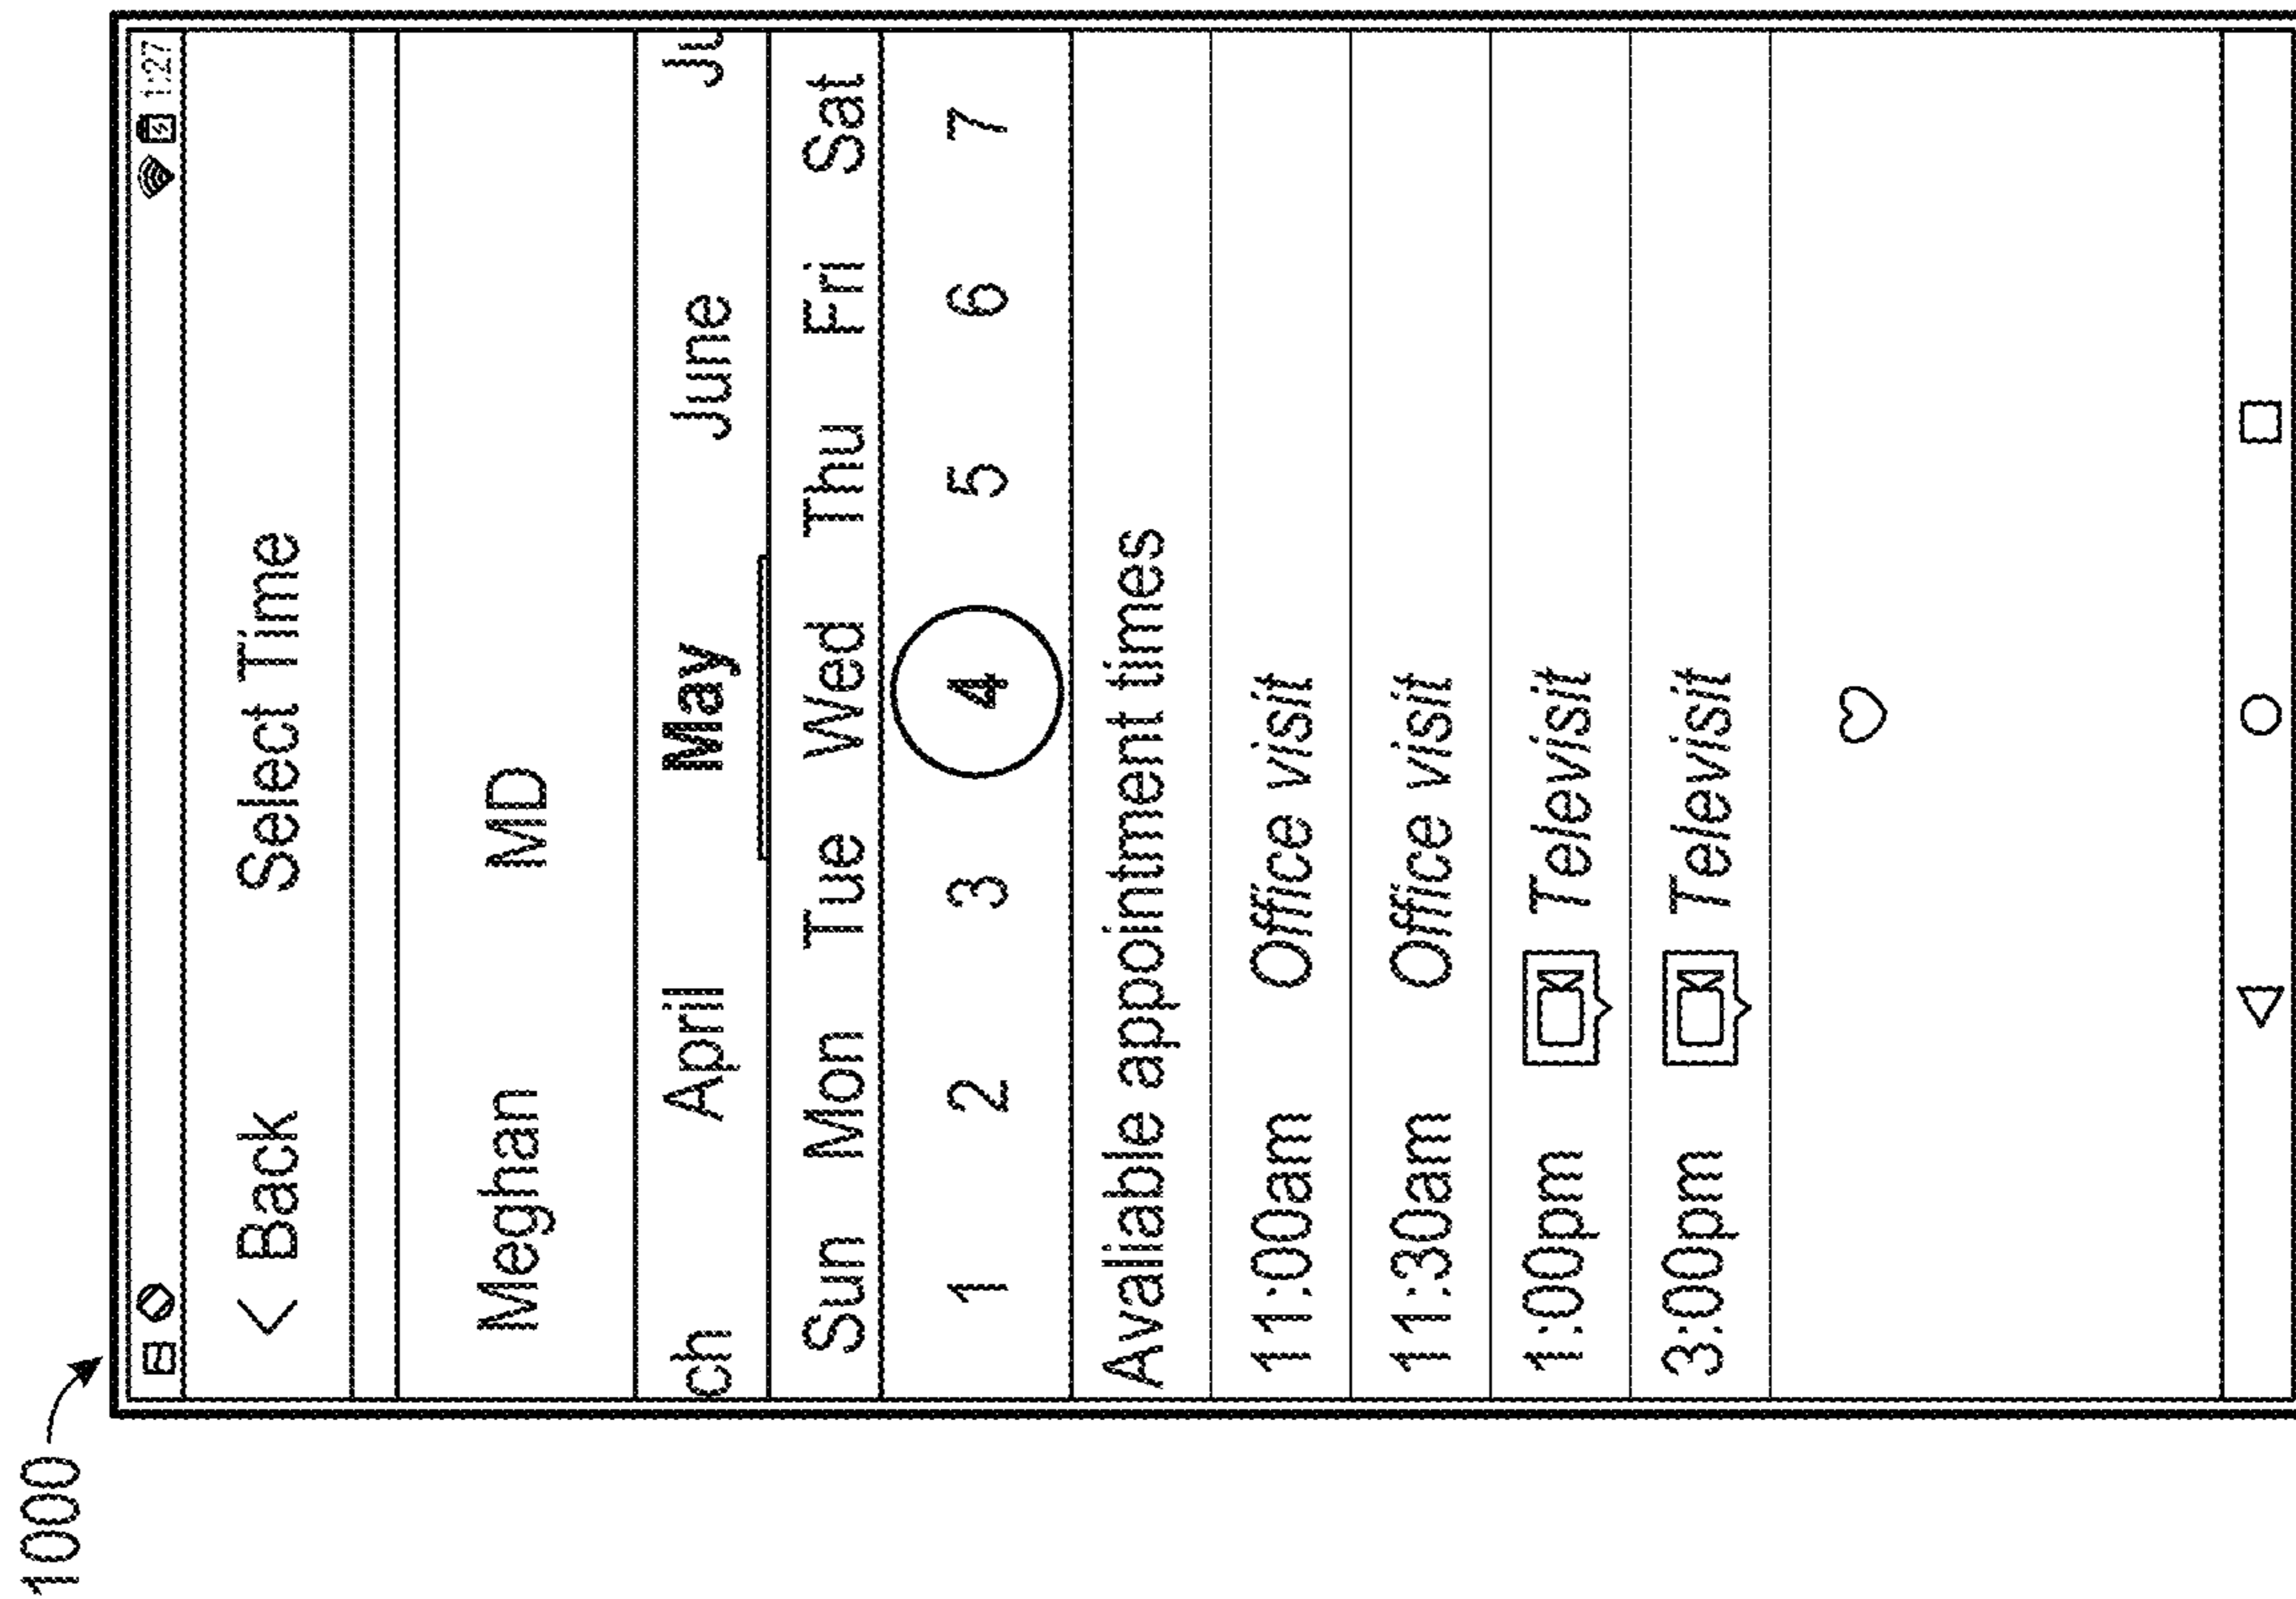 1000
1:27
< Back Select Time
Meghan MD
ch April May June Ju
Sun Mon Tue Wed Thu Fri Sat
1 2 3 4 5 6 7
Avaliable appointment times
11:00am Office visit
11:30am Office visit
1:00pm Televisit
3:00pm Televisit